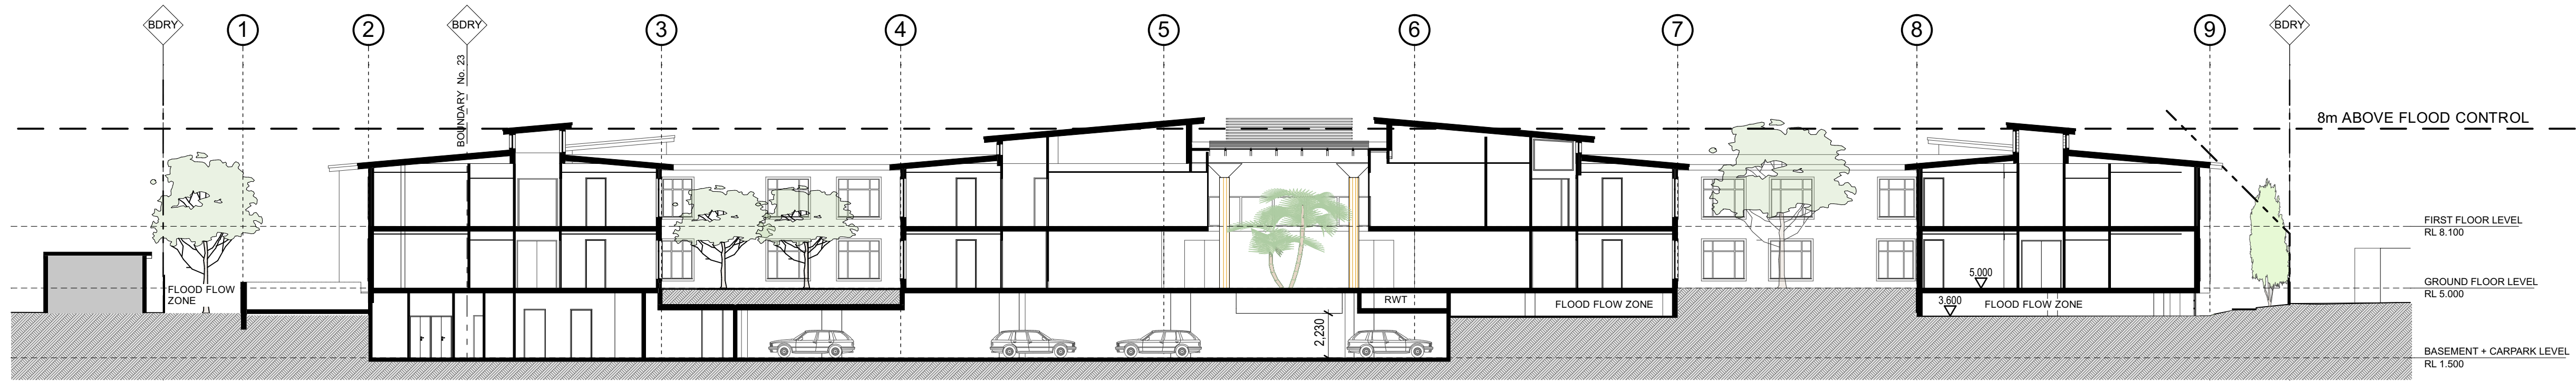 BDRY
1
2
BDRY
3
4
5
6
7
8
9
BDRY
BOUNDARY No. 23
8m ABOVE FLOOD CONTROL
FIRST FLOOR LEVEL
RL 8.100
FLOOD FLOW
ZONE
5.000
GROUND FLOOR LEVEL
RL 5.000
RWT
FLOOD FLOW ZONE
3.600
FLOOD FLOW ZONE
2,230
BASEMENT + CARPARK LEVEL
RL 1.500